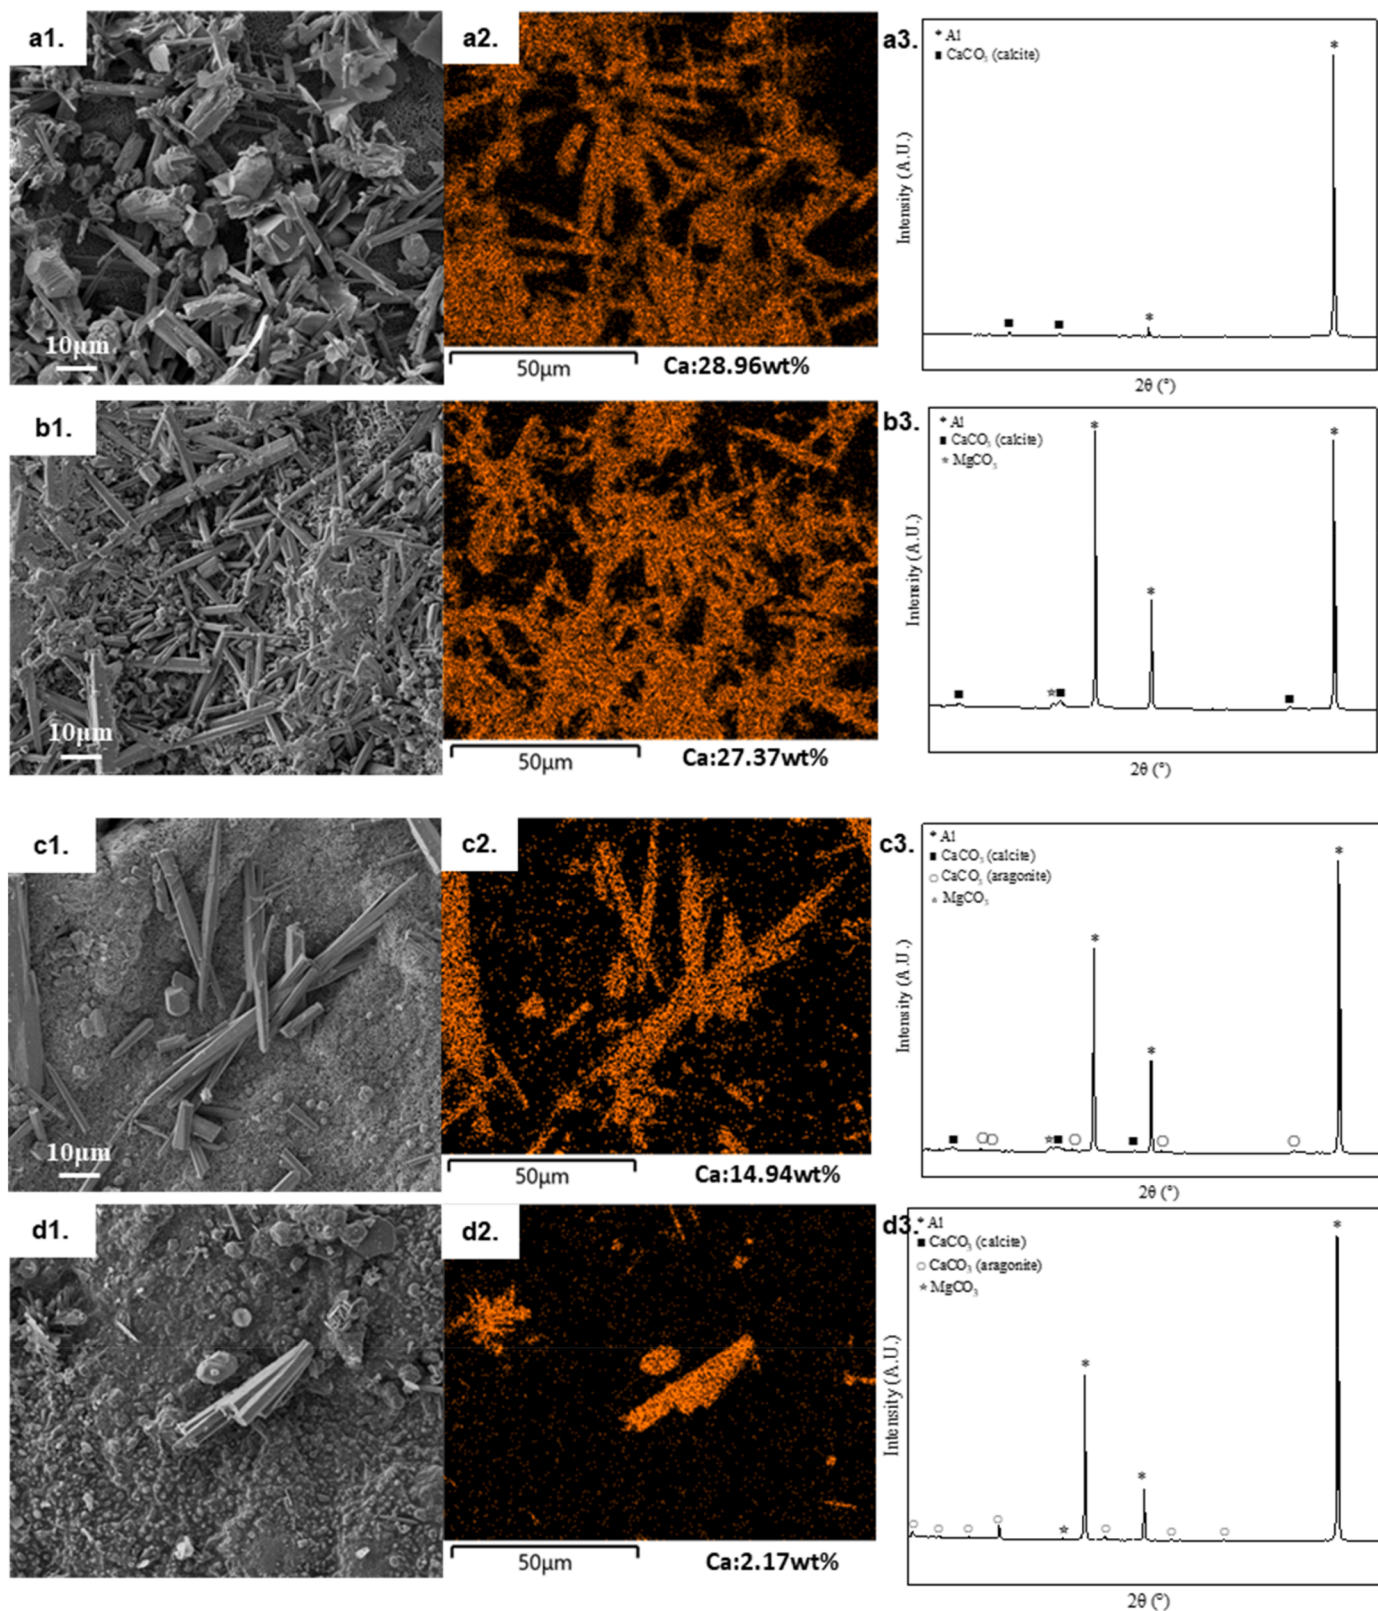 a1.
10μm
a2.
50μm
Ca:28.96wt%
a3.
* Al
■ CaCO₃ (calcite)
*
*
■
■
Intensity (A.U.)
2θ (°)
b1.
10μm
b2.
50μm
Ca:27.37wt%
b3.
* Al
■ CaCO₃ (calcite)
★ MgCO₃
*
*
*
■
★■
■
Intensity (A.U.)
2θ (°)
c1.
10μm
c2.
50μm
Ca:14.94wt%
c3.
* Al
■ CaCO₃ (calcite)
○ CaCO₃ (aragonite)
★ MgCO₃
*
*
*
■
○○
★■
○
■
○
○
Intensity (A.U.)
2θ (°)
d1.
d2.
50μm
Ca:2.17wt%
d3.
* Al
■ CaCO₃ (calcite)
○ CaCO₃ (aragonite)
★ MgCO₃
*
*
*
○
○
○
○
★
○
○
○
Intensity (A.U.)
2θ (°)